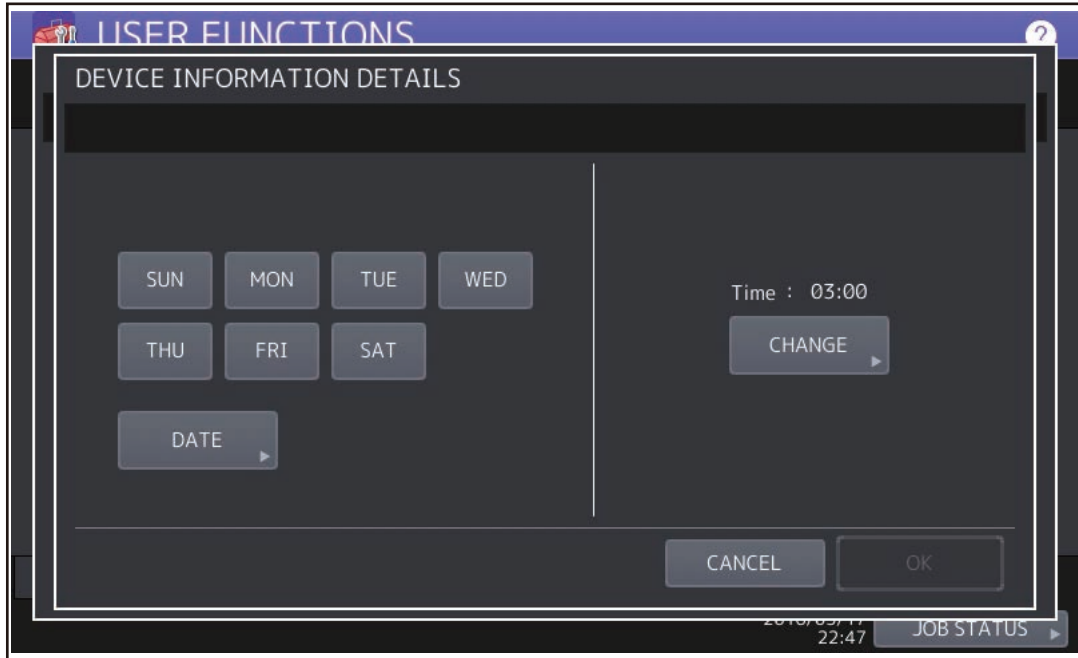 USER FUNCTIONS
?
DEVICE INFORMATION DETAILS
SUN MON TUE WED
Time : 03:00
THU FRI SAT
CHANGE
DATE
CANCEL OK
22:47
JOB STATUS